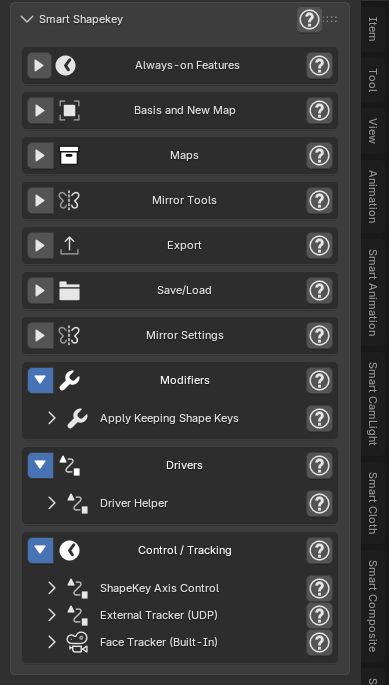 Smart Shapekey
Always-on Features
Basis and New Map
Maps
Mirror Tools
Export
Save/Load
Mirror Settings
Modifiers
Apply Keeping Shape Keys
Drivers
Driver Helper
Control / Tracking
ShapeKey Axis Control
External Tracker (UDP)
Face Tracker (Built-In)
Item
Tool
View
Animation
Smart Animation
Smart CamLight
Smart Cloth
Smart Composite